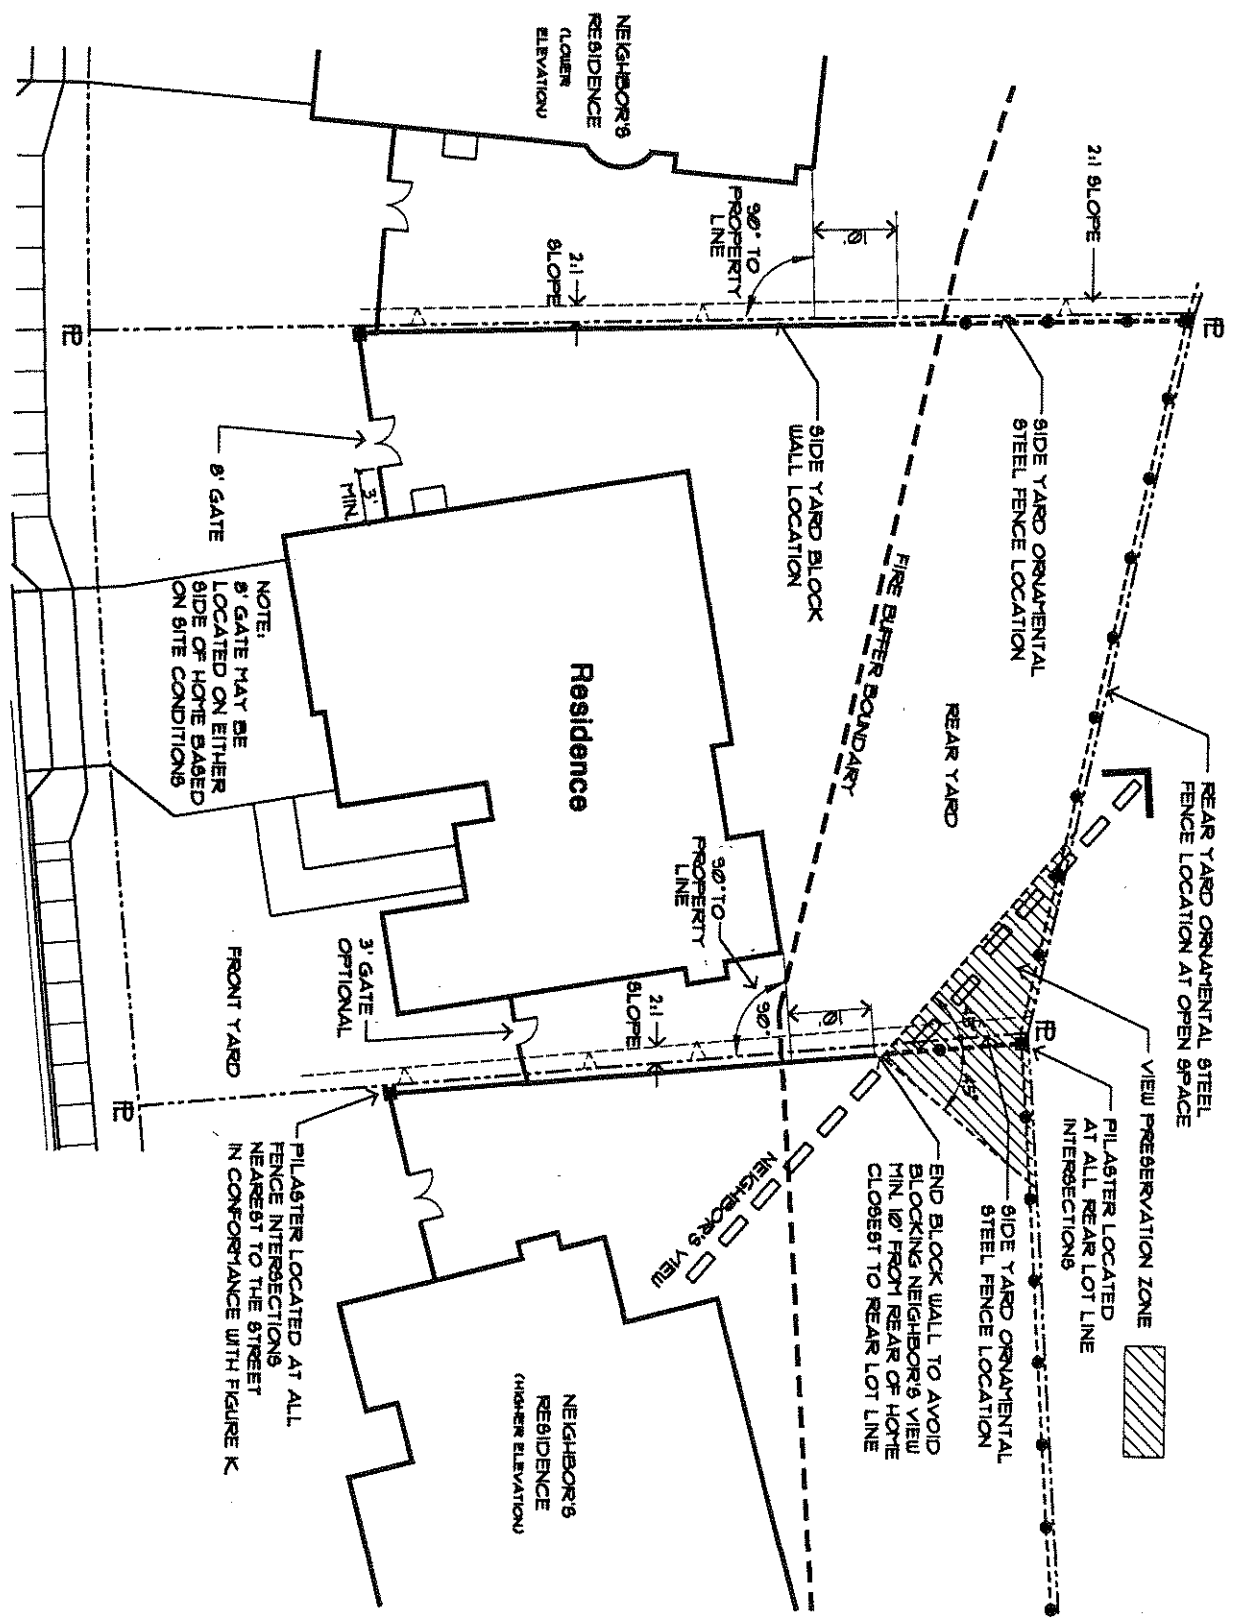 NEIGHBOR'S
RESIDENCE
(LOWER
ELEVATION)
2:1 SLOPE
90° TO
PROPERTY
LINE
10'
2:1
SLOPE
PL
PL
SIDE YARD ORNAMENTAL
STEEL FENCE LOCATION
SIDE YARD BLOCK
WALL LOCATION
8' GATE
3'
MIN.
FIRE BUFFER BOUNDARY
REAR YARD
REAR YARD ORNAMENTAL STEEL
FENCE LOCATION AT OPEN SPACE
NOTE:
8' GATE MAY BE
LOCATED ON EITHER
SIDE OF HOME BASED
ON SITE CONDITIONS
Residence
90° TO
PROPERTY
LINE
90°
10'
45°
45°
PL
VIEW PRESERVATION ZONE
PILASTER LOCATED
AT ALL REAR LOT LINE
INTERSECTIONS
SIDE YARD ORNAMENTAL
STEEL FENCE LOCATION
END BLOCK WALL TO AVOID
BLOCKING NEIGHBOR'S VIEW
MIN. 10' FROM REAR OF HOME
CLOSEST TO REAR LOT LINE
NEIGHBOR'S VIEW
2:1
SLOPE
3' GATE
OPTIONAL
FRONT YARD
PL
PILASTER LOCATED AT ALL
FENCE INTERSECTIONS
NEAREST TO THE STREET
IN CONFORMANCE WITH FIGURE K.
NEIGHBOR'S
RESIDENCE
(HIGHER ELEVATION)